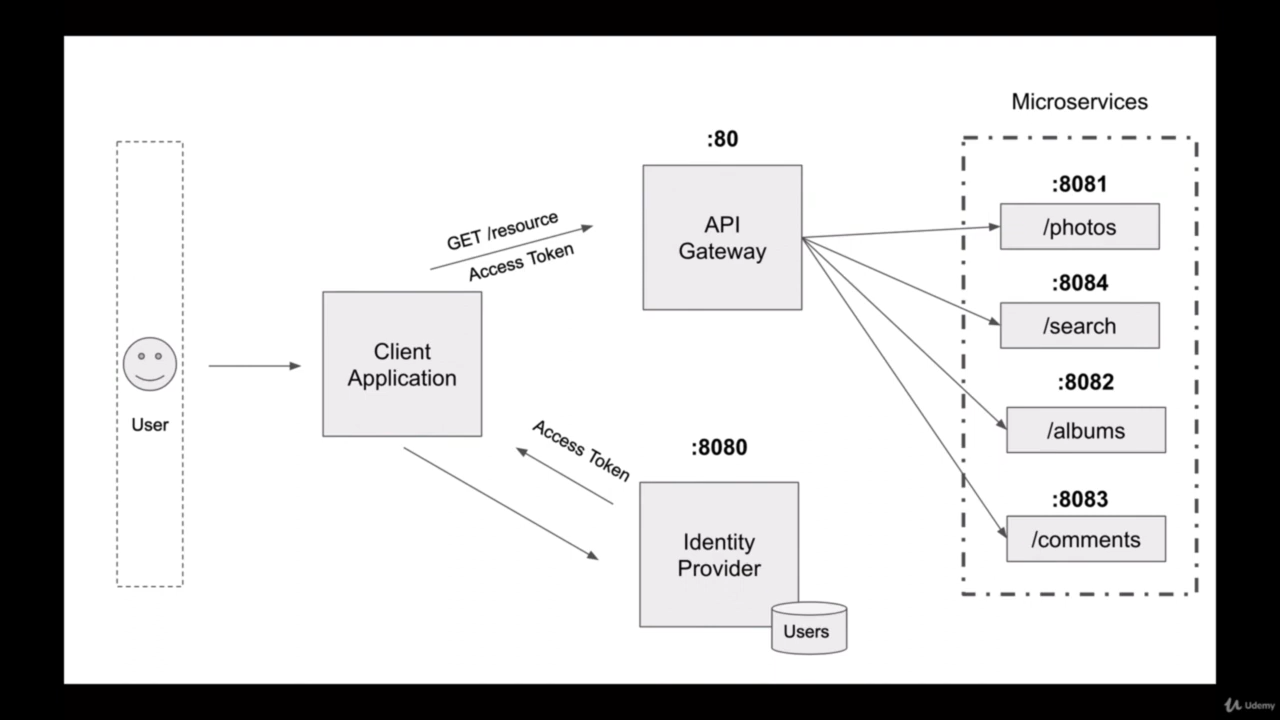 Microservices
:80
:8081
API
Gateway
/photos
GET /resource
Access Token
:8084
/search
Client
Application
:8082
/albums
User
Access Token
:8080
:8083
/comments
Identity
Provider
Users
Udemy